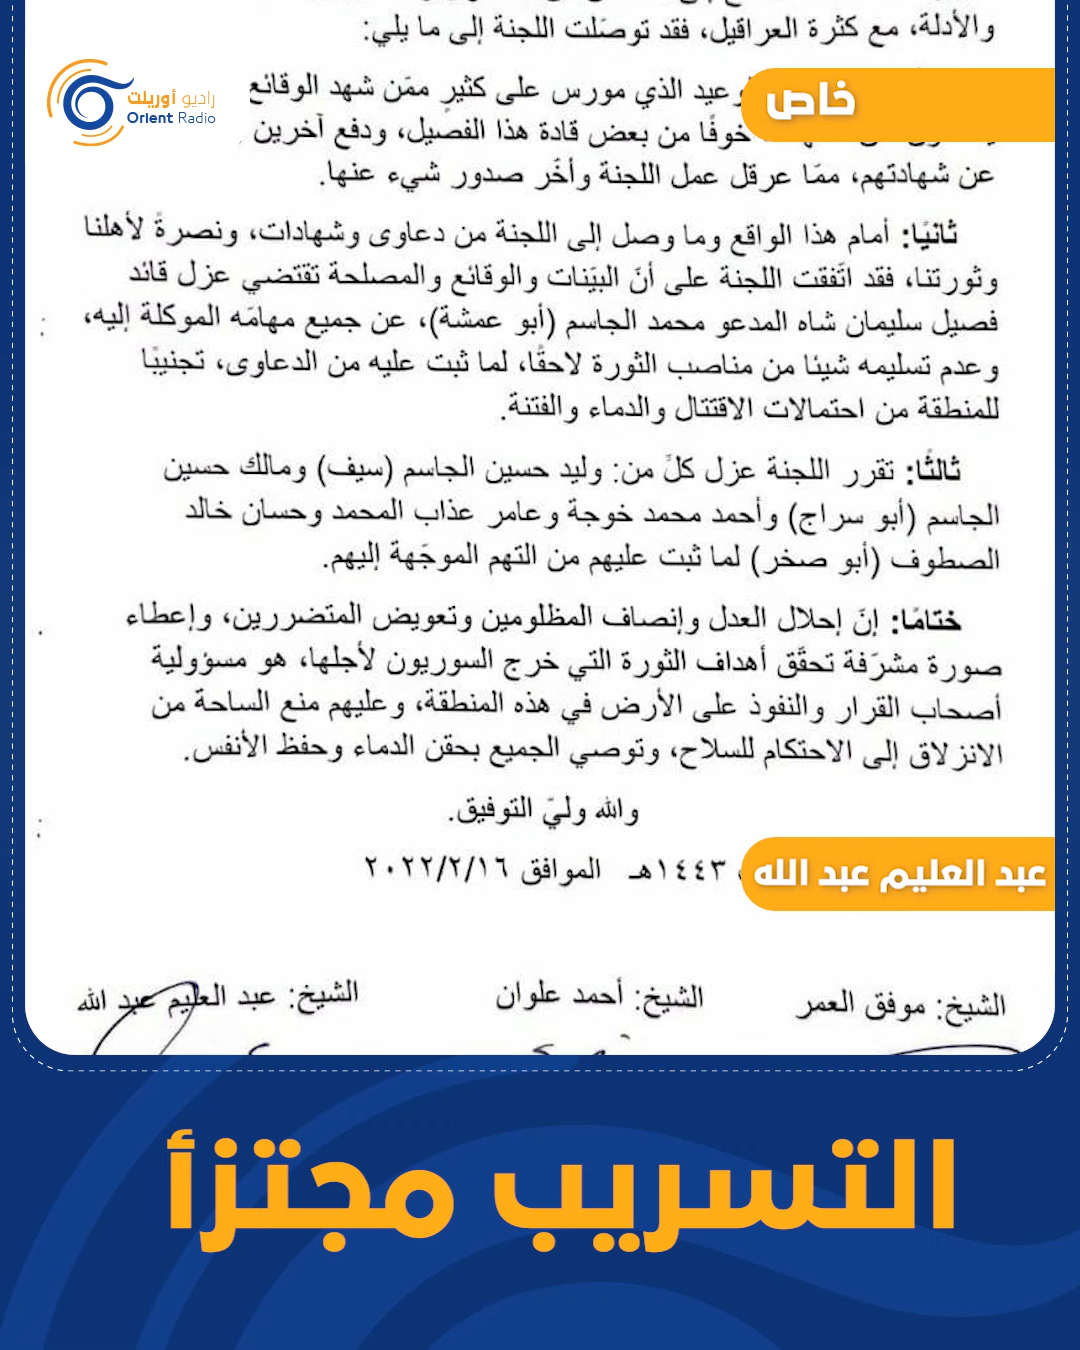 والأدلة، مع كثرة العراقيل، فقد توصّلت اللجنة إلى ما يلي:
راديو أورينت
Orient Radio
خاص
وعيد الذي مورس على كثيرٍ ممّن شهد الوقائع
خوفًا من بعض قادة هذا الفصيل، ودفع آخرين
عن شهادتهم، ممّا عرقل عمل اللجنة وأخّر صدور شيء عنها.
ثانيًا: أمام هذا الواقع وما وصل إلى اللجنة من دعاوى وشهادات، ونصرةً لأهلنا
وثورتنا، فقد اتّفقت اللجنة على أنّ البيّنات والوقائع والمصلحة تقتضي عزل قائد
فصيل سليمان شاه المدعو محمد الجاسم (أبو عمشة)، عن جميع مهامّه الموكلة إليه،
وعدم تسليمه شيئا من مناصب الثورة لاحقًا، لما ثبت عليه من الدعاوى، تجنيبًا
للمنطقة من احتمالات الاقتتال والدماء والفتنة.
ثالثًا: تقرر اللجنة عزل كلّ من: وليد حسين الجاسم (سيف) ومالك حسين
الجاسم (أبو سراج) وأحمد محمد خوجة وعامر عذاب المحمد وحسان خالد
الصطوف (أبو صخر) لما ثبت عليهم من التهم الموجّهة إليهم.
ختامًا: إنّ إحلال العدل وإنصاف المظلومين وتعويض المتضررين، وإعطاء
صورة مشرّفة تحقّق أهداف الثورة التي خرج السوريون لأجلها، هو مسؤولية
أصحاب القرار والنفوذ على الأرض في هذه المنطقة، وعليهم منع الساحة من
الانزلاق إلى الاحتكام للسلاح، وتوصي الجميع بحقن الدماء وحفظ الأنفس.
والله وليّ التوفيق.
١٤٤٣هـ الموافق ٢٠٢٢/٢/١٦
عبد العليم عبد الله
الشيخ: موفق العمر الشيخ: أحمد علوان الشيخ: عبد العليم عبد الله
التسريب مجتزأ